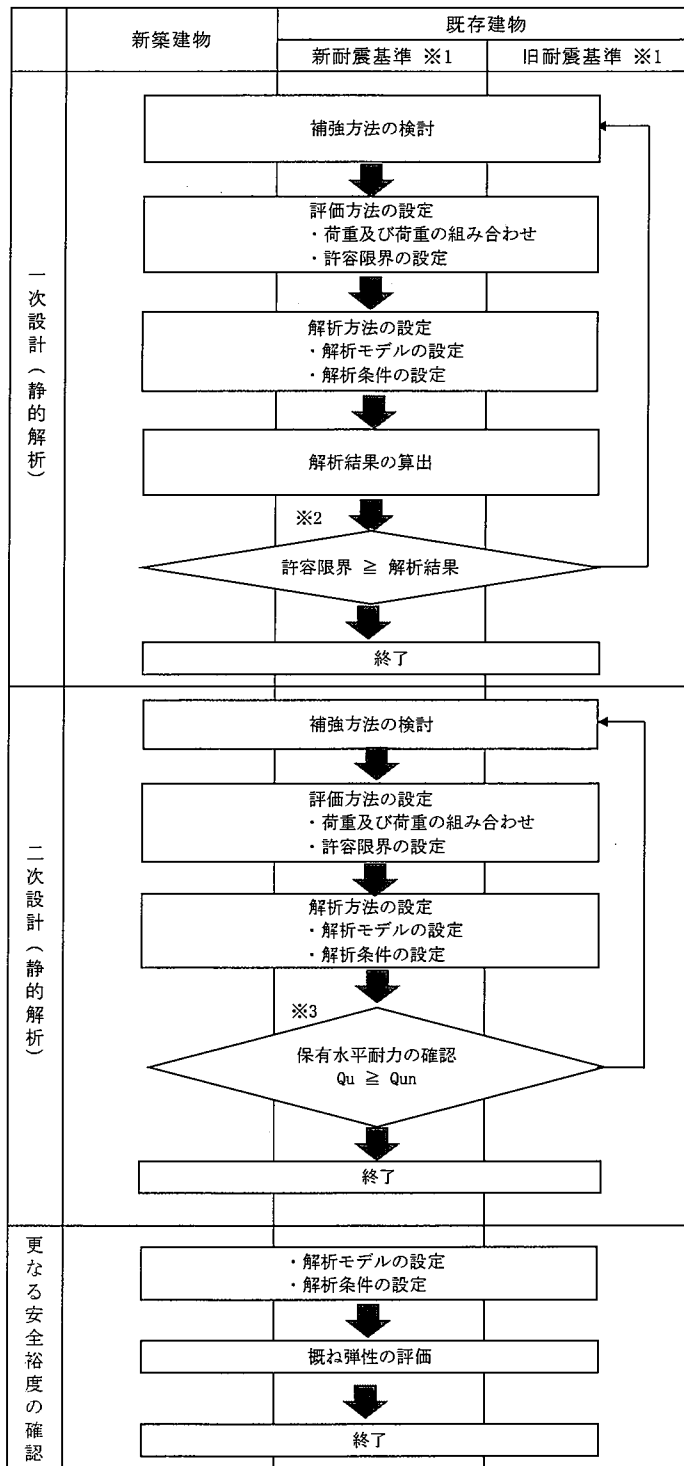 新築建物
既存建物
新耐震基準 ※1
旧耐震基準 ※1
一次設計(静的解析)
補強方法の検討
評価方法の設定
・荷重及び荷重の組み合わせ
・許容限界の設定
解析方法の設定
・解析モデルの設定
・解析条件の設定
解析結果の算出
※2
許容限界 ≧ 解析結果
終了
二次設計(静的解析)
補強方法の検討
評価方法の設定
・荷重及び荷重の組み合わせ
・許容限界の設定
解析方法の設定
・解析モデルの設定
・解析条件の設定
※3
保有水平耐力の確認
Qu ≧ Qun
終了
更なる安全裕度の確認
・解析モデルの設定
・解析条件の設定
概ね弾性の評価
終了